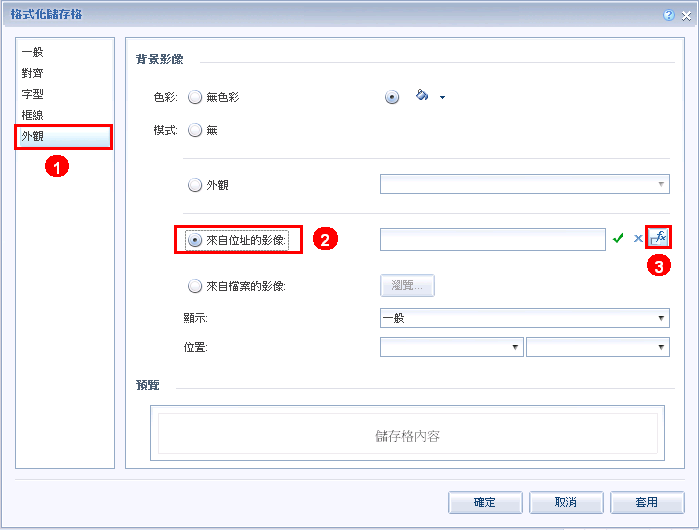 格式化儲存格
一般
對齊
字型
框線
外觀
1
背景影像
色彩: 無色彩
模式: 無
外觀
來自位址的影像: 2
fx
3
來自檔案的影像: 瀏覽...
顯示: 一般
位置:
預覽
儲存格內容
確定 取消 套用